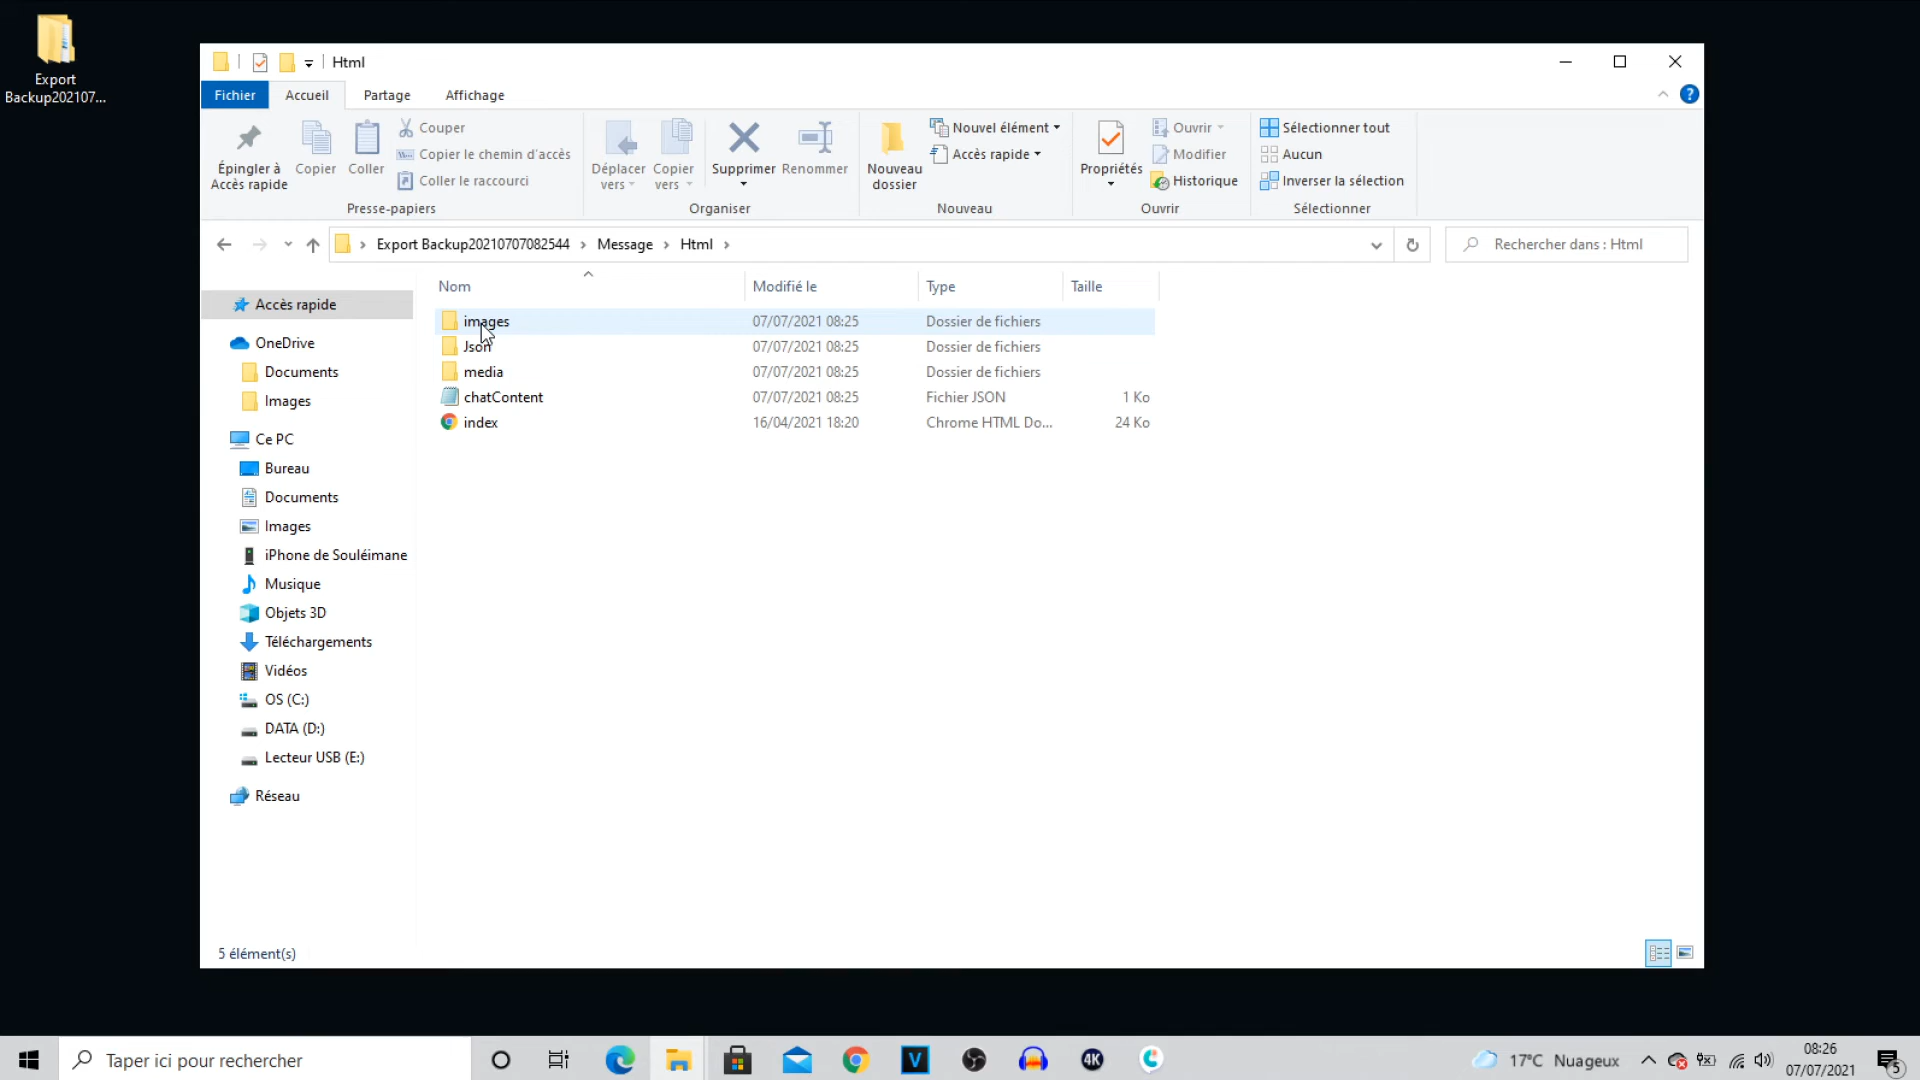 Export
Backup202107...
Html
Fichier
Accueil
Partage
Affichage
?
Épingler à
Accès rapide
Copier
Coller
Couper
Copier le chemin d'accès
Coller le raccourci
Presse-papiers
Déplacer
vers
Copier
vers
Supprimer
Renommer
Organiser
Nouveau
dossier
Nouvel élément
Accès rapide
Nouveau
Propriétés
Ouvrir
Modifier
Historique
Ouvrir
Sélectionner tout
Aucun
Inverser la sélection
Sélectionner
Export Backup20210707082544 > Message > Html >
Rechercher dans : Html
Nom Modifié le Type Taille
images 07/07/2021 08:25 Dossier de fichiers
Json 07/07/2021 08:25 Dossier de fichiers
media 07/07/2021 08:25 Dossier de fichiers
chatContent 07/07/2021 08:25 Fichier JSON 1 Ko
index 16/04/2021 18:20 Chrome HTML Do... 24 Ko
Accès rapide
OneDrive
Documents
Images
Ce PC
Bureau
Documents
Images
iPhone de Souléimane
Musique
Objets 3D
Téléchargements
Vidéos
OS (C:)
DATA (D:)
Lecteur USB (E:)
Réseau
5 élément(s)
Taper ici pour rechercher
V
4K
17°C Nuageux
08:26
07/07/2021
5